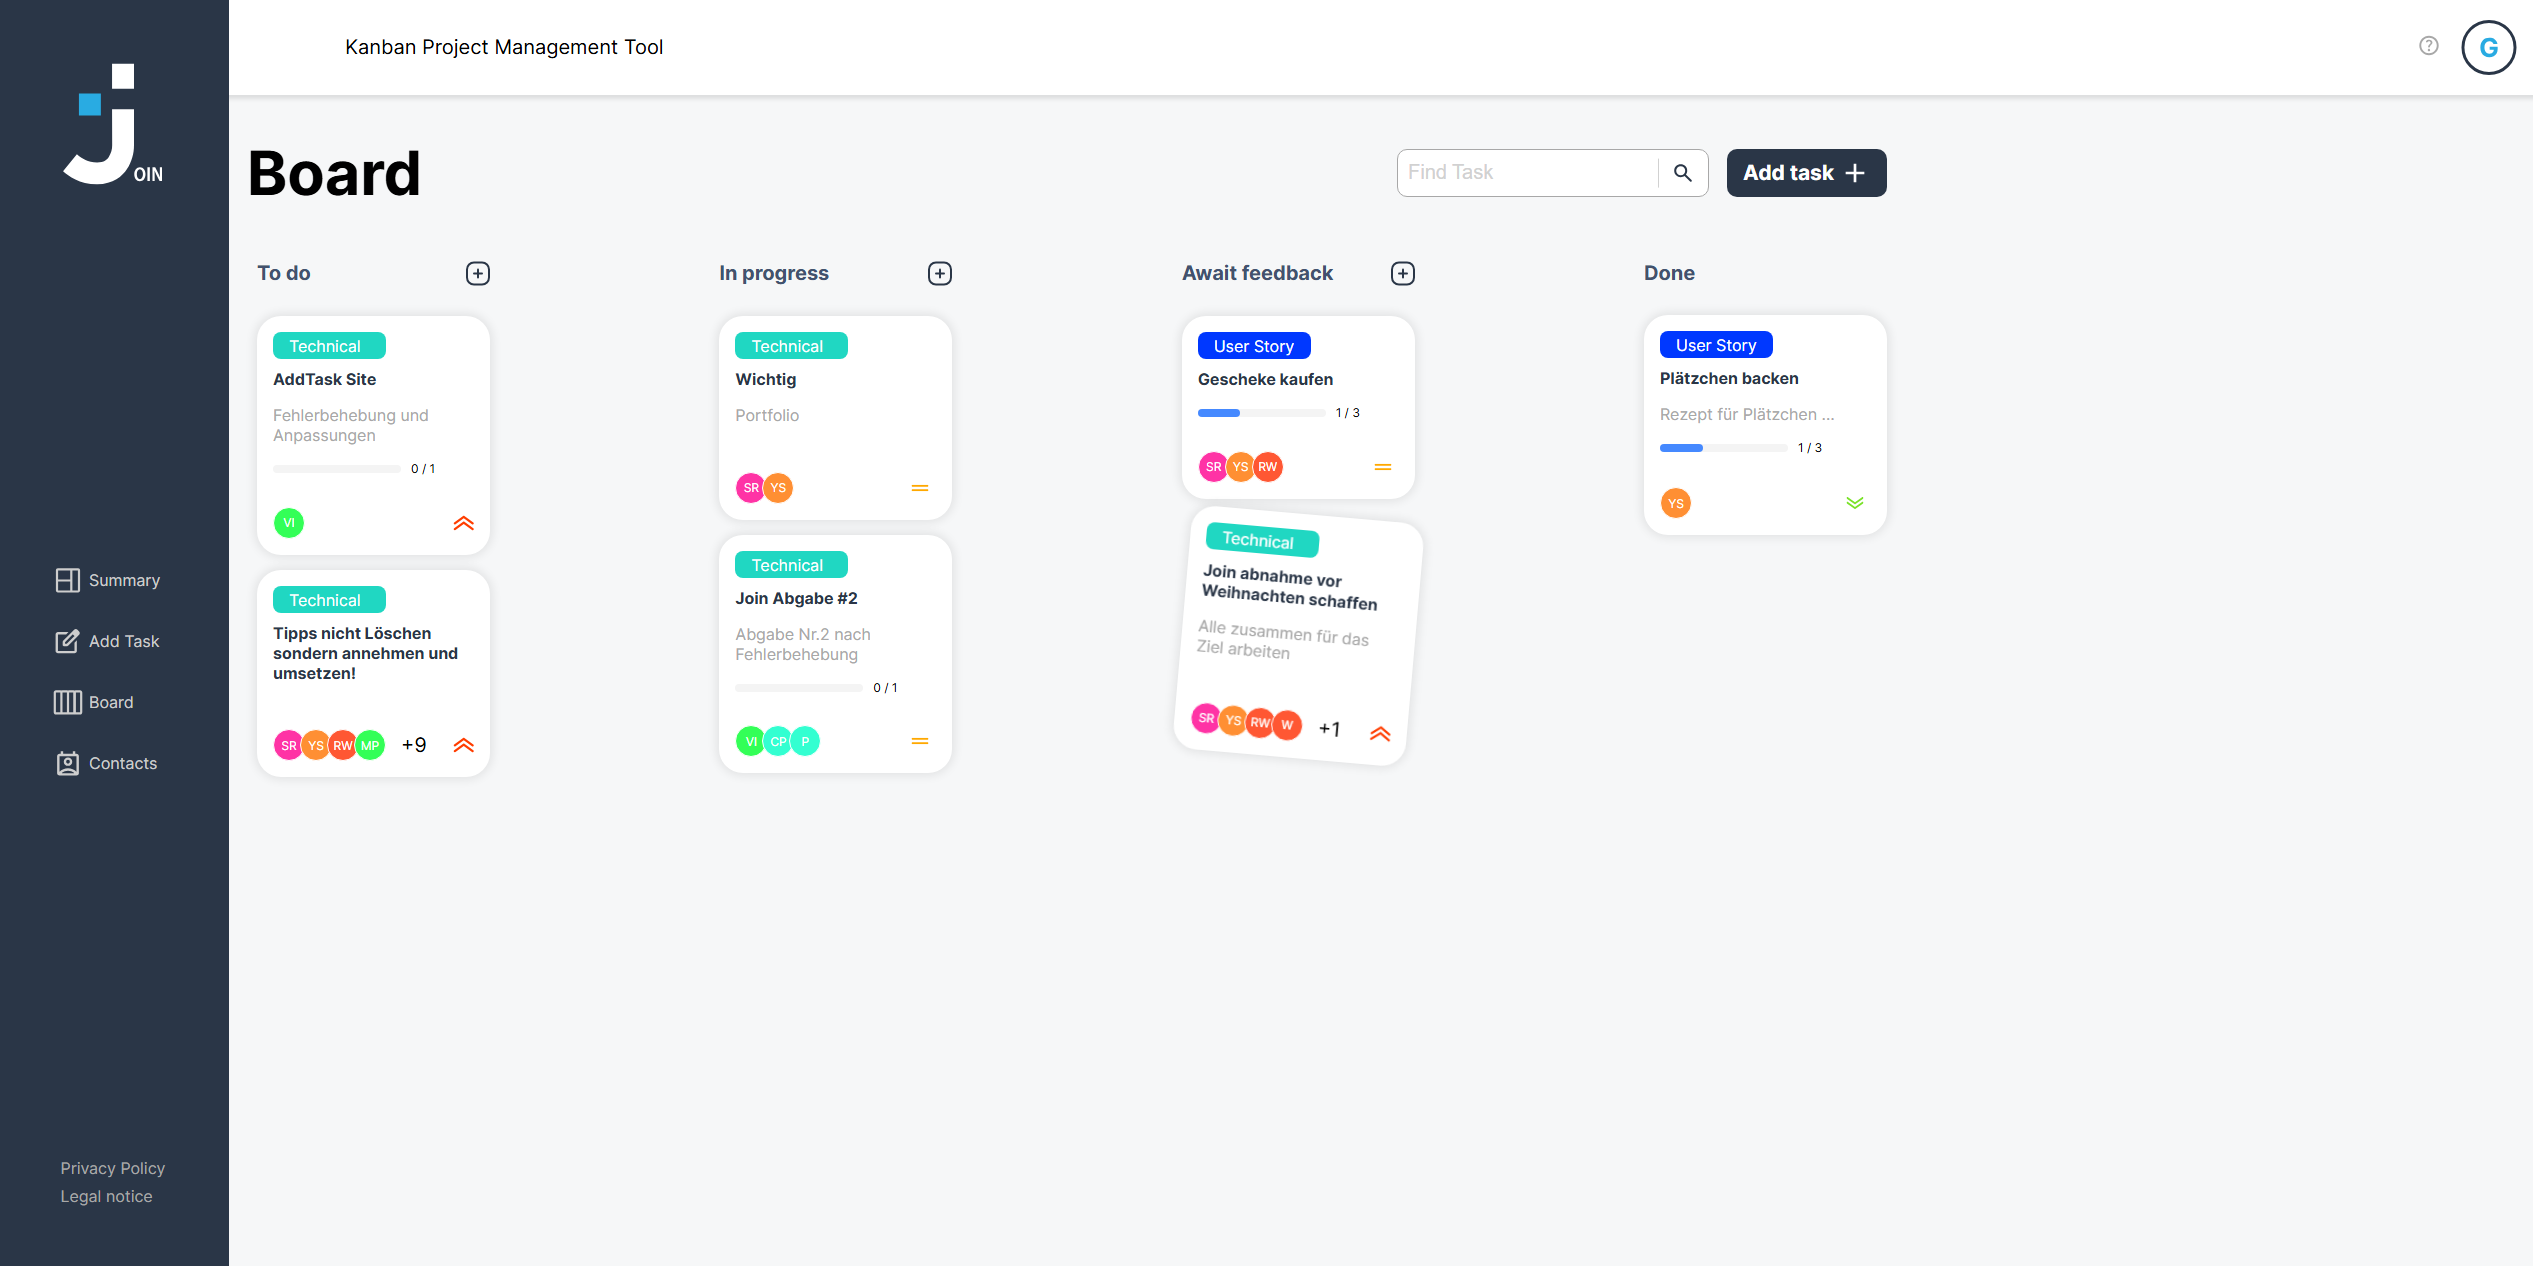 OIN
Summary
Add Task
Board
Contacts
Privacy Policy
Legal notice
Kanban Project Management Tool
?
G
Board
Find Task
Add task
To do
Technical
AddTask Site
Fehlerbehebung und
Anpassungen
0 / 1
VI
Technical
Tipps nicht Löschen
sondern annehmen und
umsetzen!
SR YS RW MP +9
In progress
Technical
Wichtig
Portfolio
SR YS
Technical
Join Abgabe #2
Abgabe Nr.2 nach
Fehlerbehebung
0 / 1
VI CP P
Await feedback
User Story
Gescheke kaufen
1 / 3
SR YS RW
Technical
Join abnahme vor
Weihnachten schaffen
Alle zusammen für das
Ziel arbeiten
SR YS RW W +1
Done
User Story
Plätzchen backen
Rezept für Plätzchen ...
1 / 3
YS